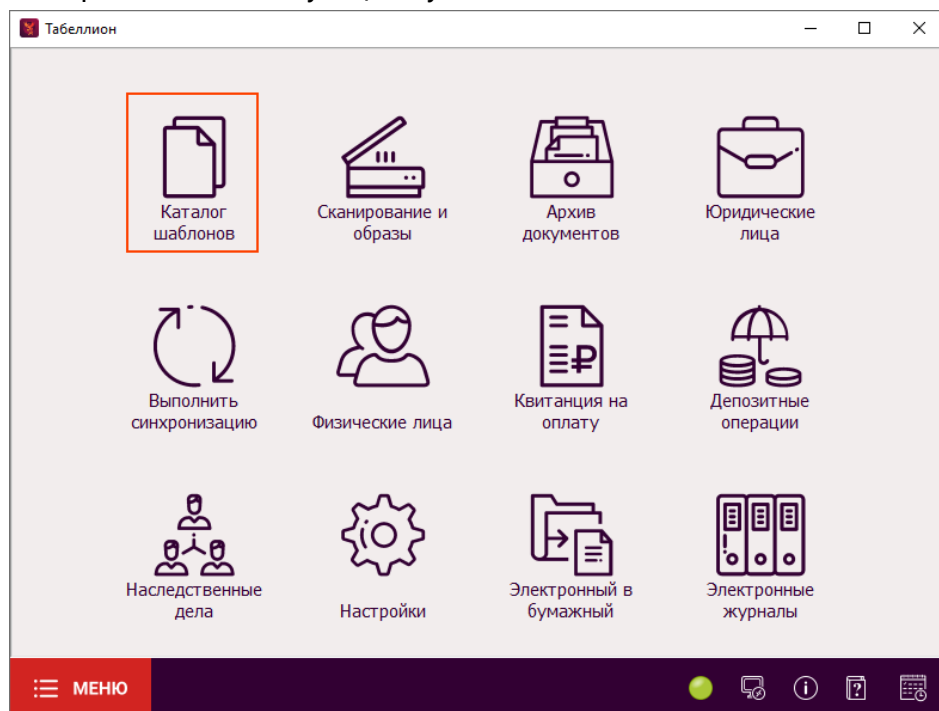 Табеллион
Каталог
шаблонов
Сканирование и
образы
Архив
документов
Юридические
лица
Выполнить
синхронизацию
Физические лица
Квитанция на
оплату
Депозитные
операции
Наследственные
дела
Настройки
Электронный в
бумажный
Электронные
журналы
МЕНЮ